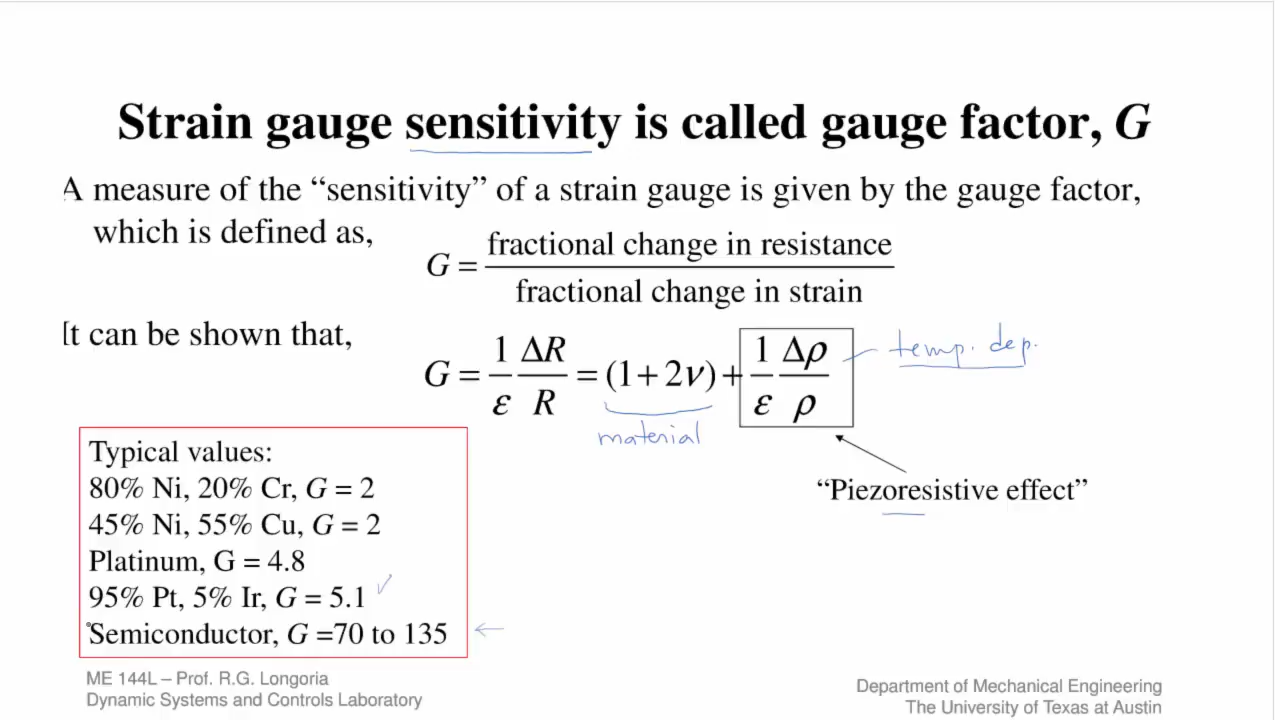 Strain gauge sensitivity is called gauge factor, G
A measure of the “sensitivity” of a strain gauge is given by the gauge factor,
which is defined as,
G = fractional change in resistance / fractional change in strain
It can be shown that,
G = 1/ε ΔR/R = (1+2ν) + 1/ε Δρ/ρ
temp. dep.
material
“Piezoresistive effect”
Typical values:
80% Ni, 20% Cr, G = 2
45% Ni, 55% Cu, G = 2
Platinum, G = 4.8
95% Pt, 5% Ir, G = 5.1
Semiconductor, G =70 to 135
ME 144L – Prof. R.G. Longoria
Dynamic Systems and Controls Laboratory
Department of Mechanical Engineering
The University of Texas at Austin